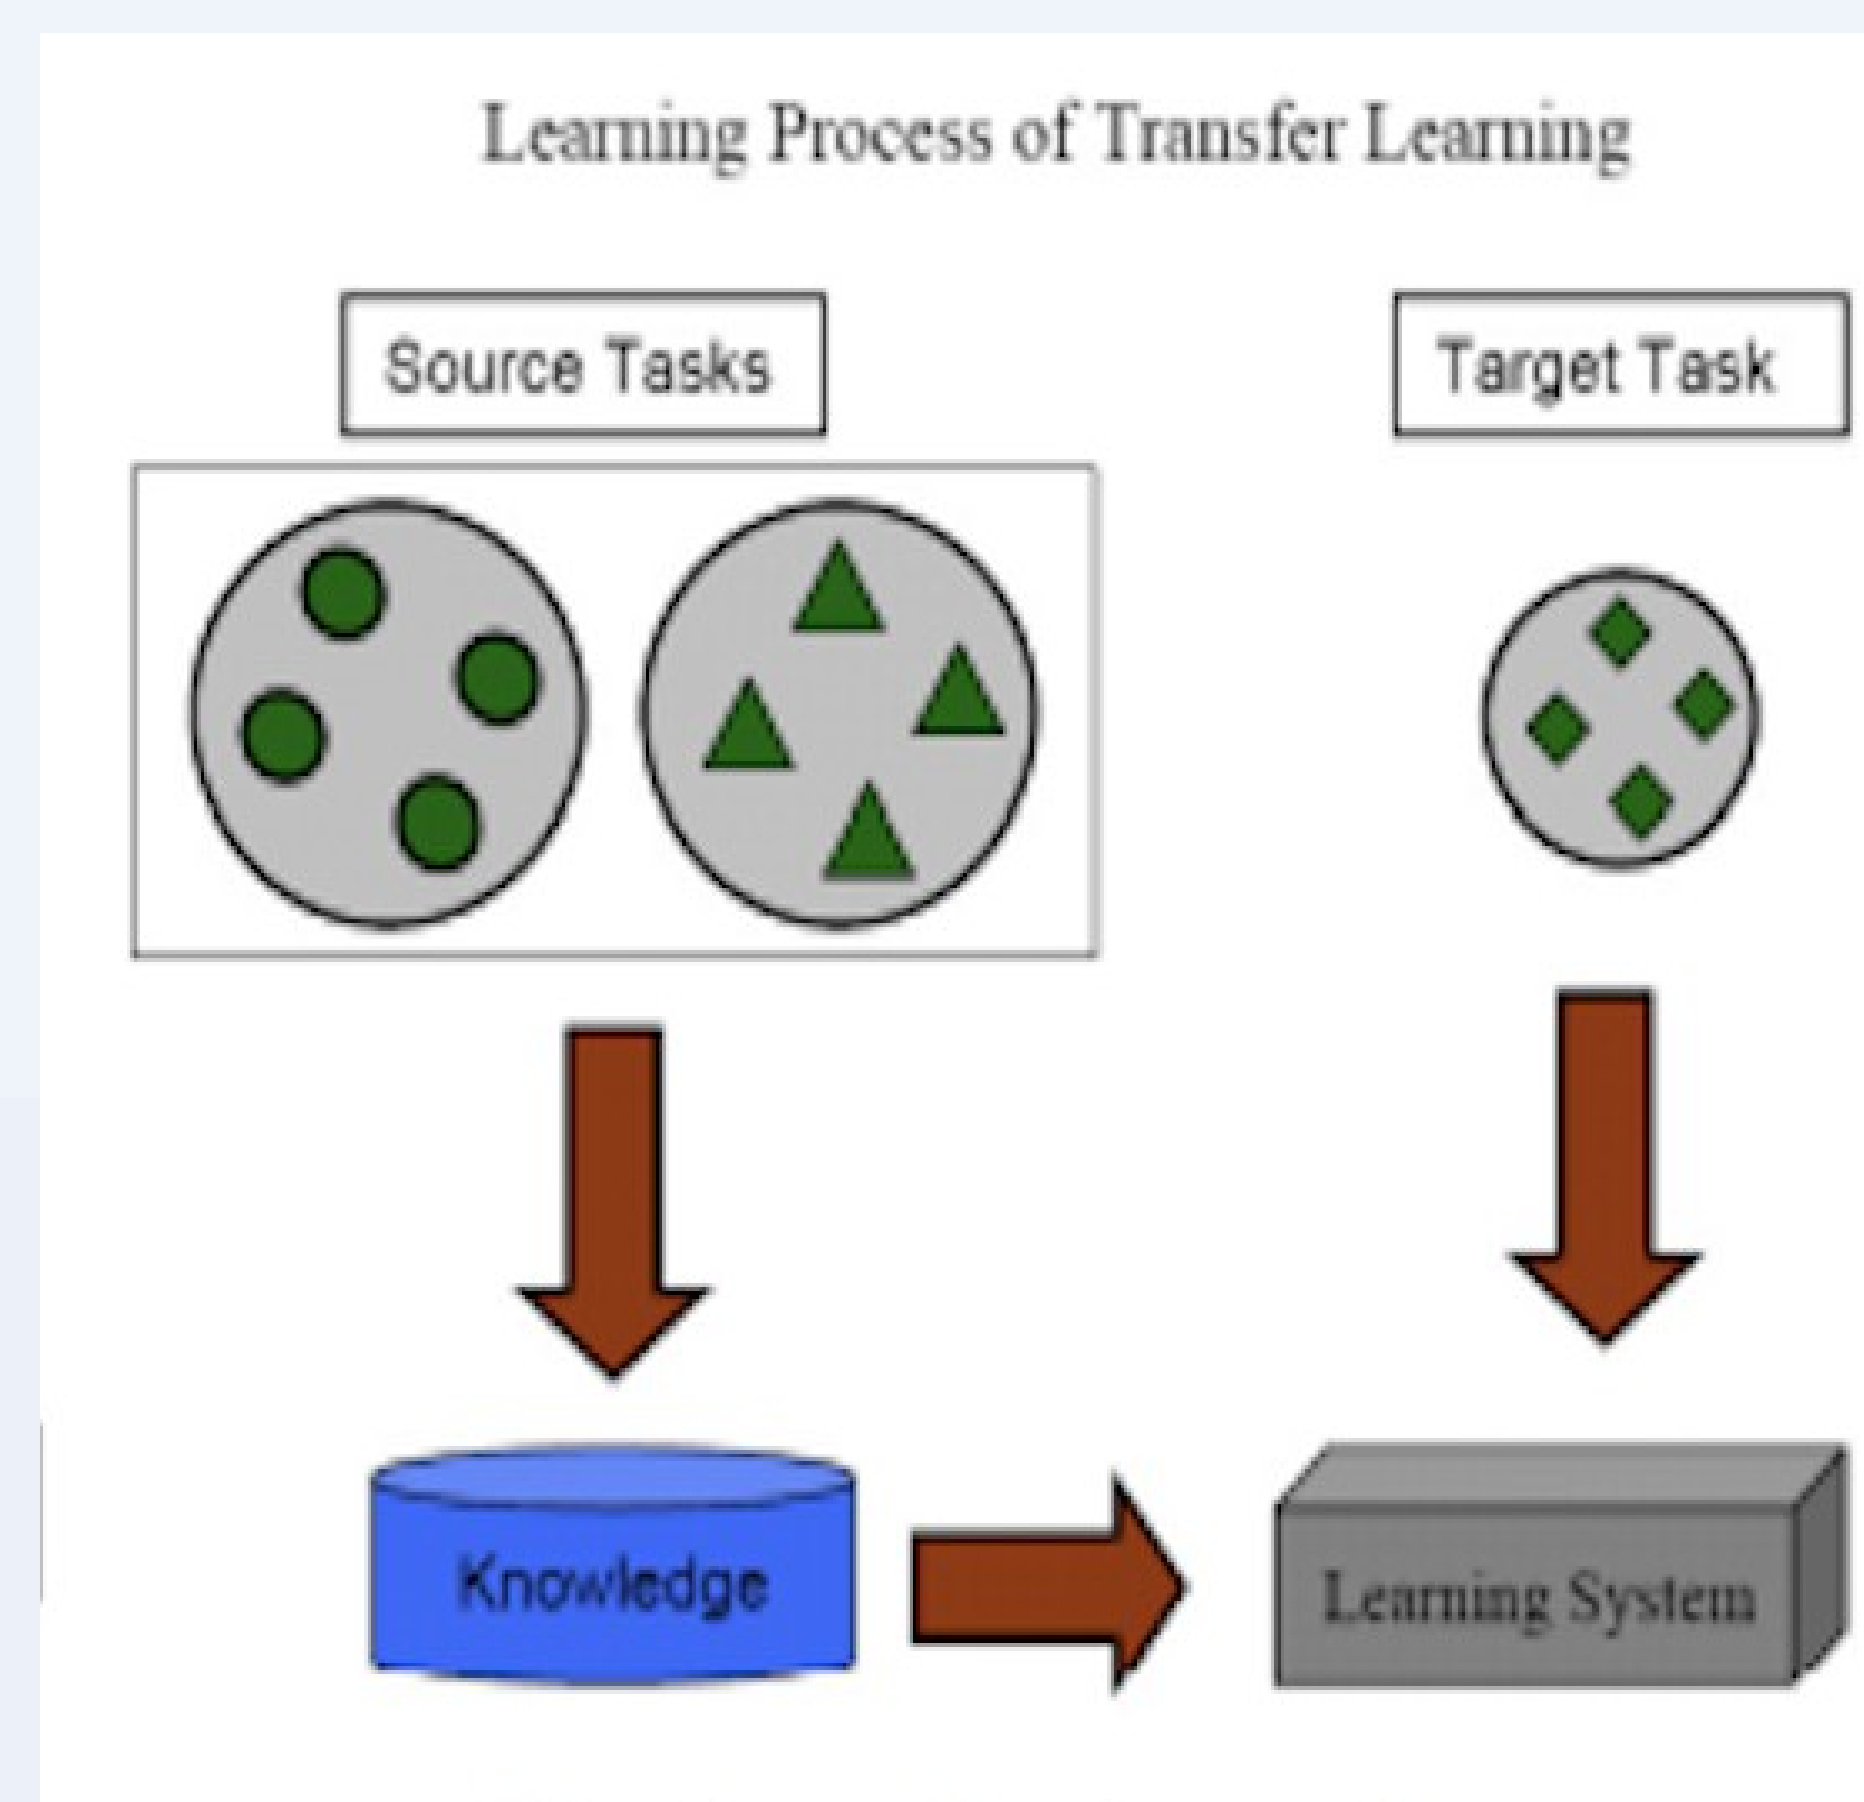 Learning Process of Transfer Learning
Source Tasks
Target Task
Knowledge
Learning System